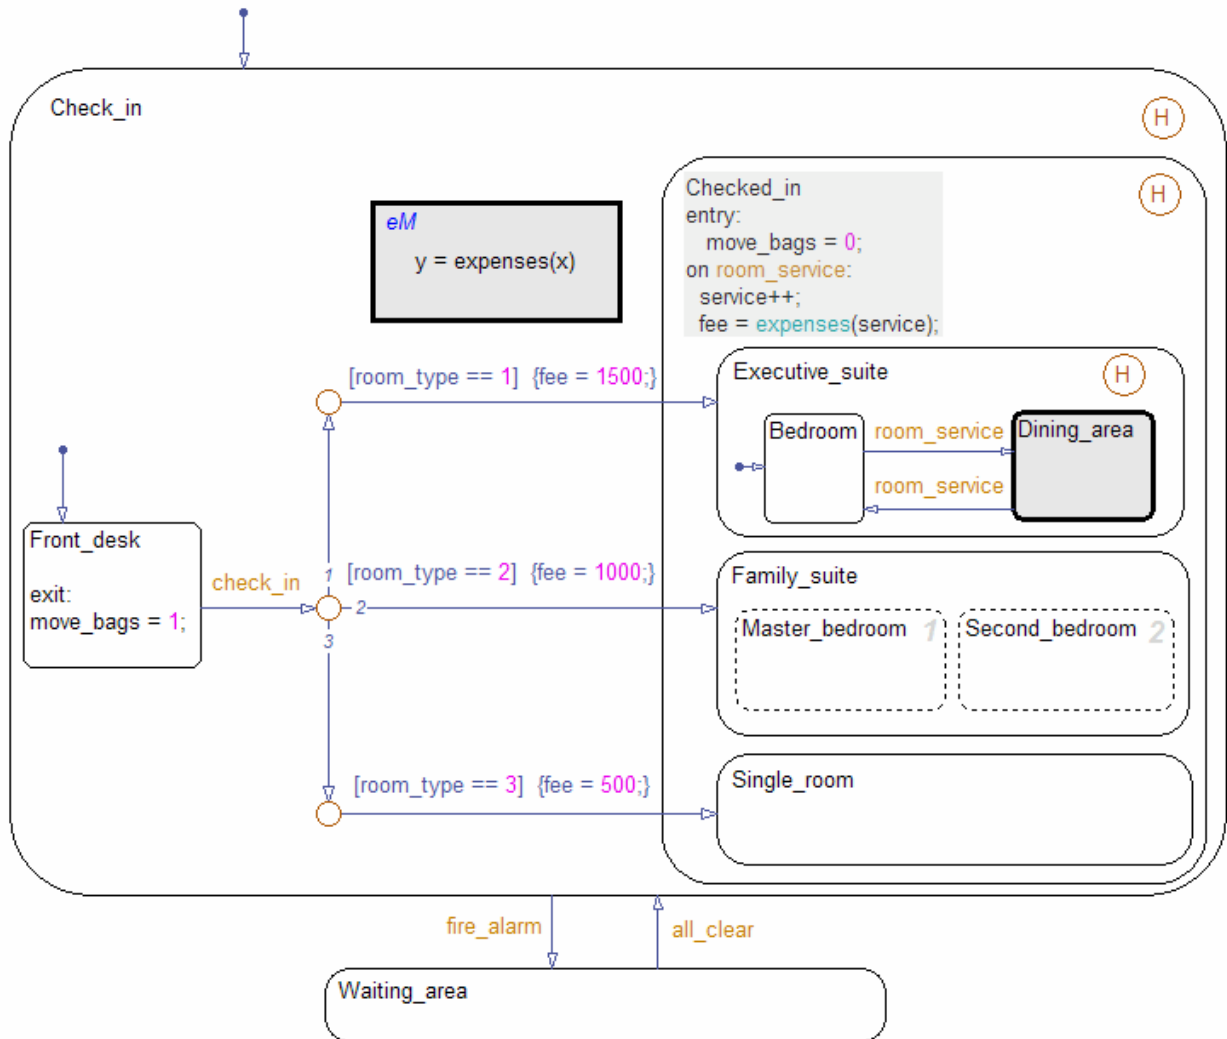 Check_in
H
Checked_in
H
entry:
move_bags = 0;
on room_service:
service++;
fee = expenses(service);
eM
y = expenses(x)
[room_type == 1] {fee = 1500;}
Executive_suite
H
Bedroom
room_service
Dining_area
room_service
Front_desk
exit:
move_bags = 1;
check_in
1
2
3
[room_type == 2] {fee = 1000;}
Family_suite
Master_bedroom 1
Second_bedroom 2
[room_type == 3] {fee = 500;}
Single_room
fire_alarm
all_clear
Waiting_area